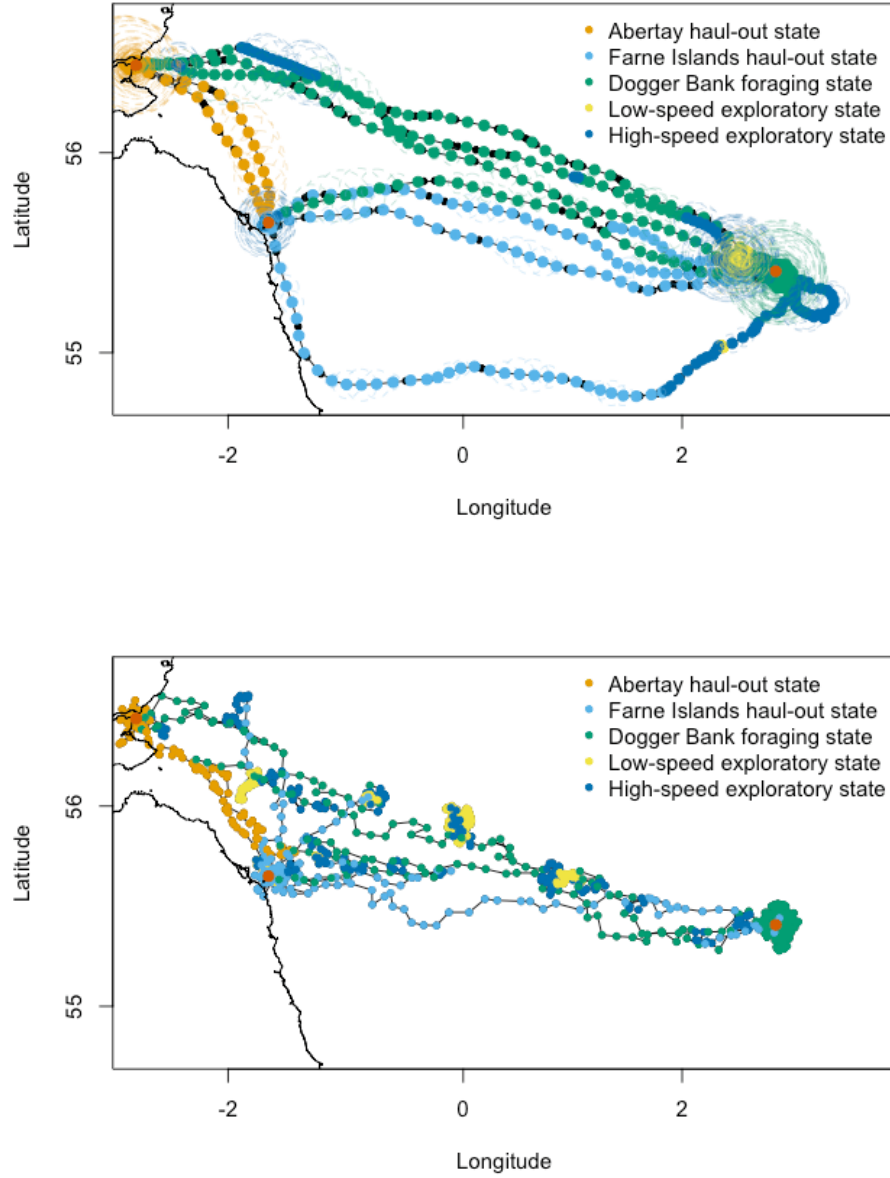 Abertay haul-out state
Farne Islands haul-out state
Dogger Bank foraging state
Low-speed exploratory state
High-speed exploratory state
56
55
Latitude
-2
0
2
Longitude
Abertay haul-out state
Farne Islands haul-out state
Dogger Bank foraging state
Low-speed exploratory state
High-speed exploratory state
56
55
Latitude
-2
0
2
Longitude